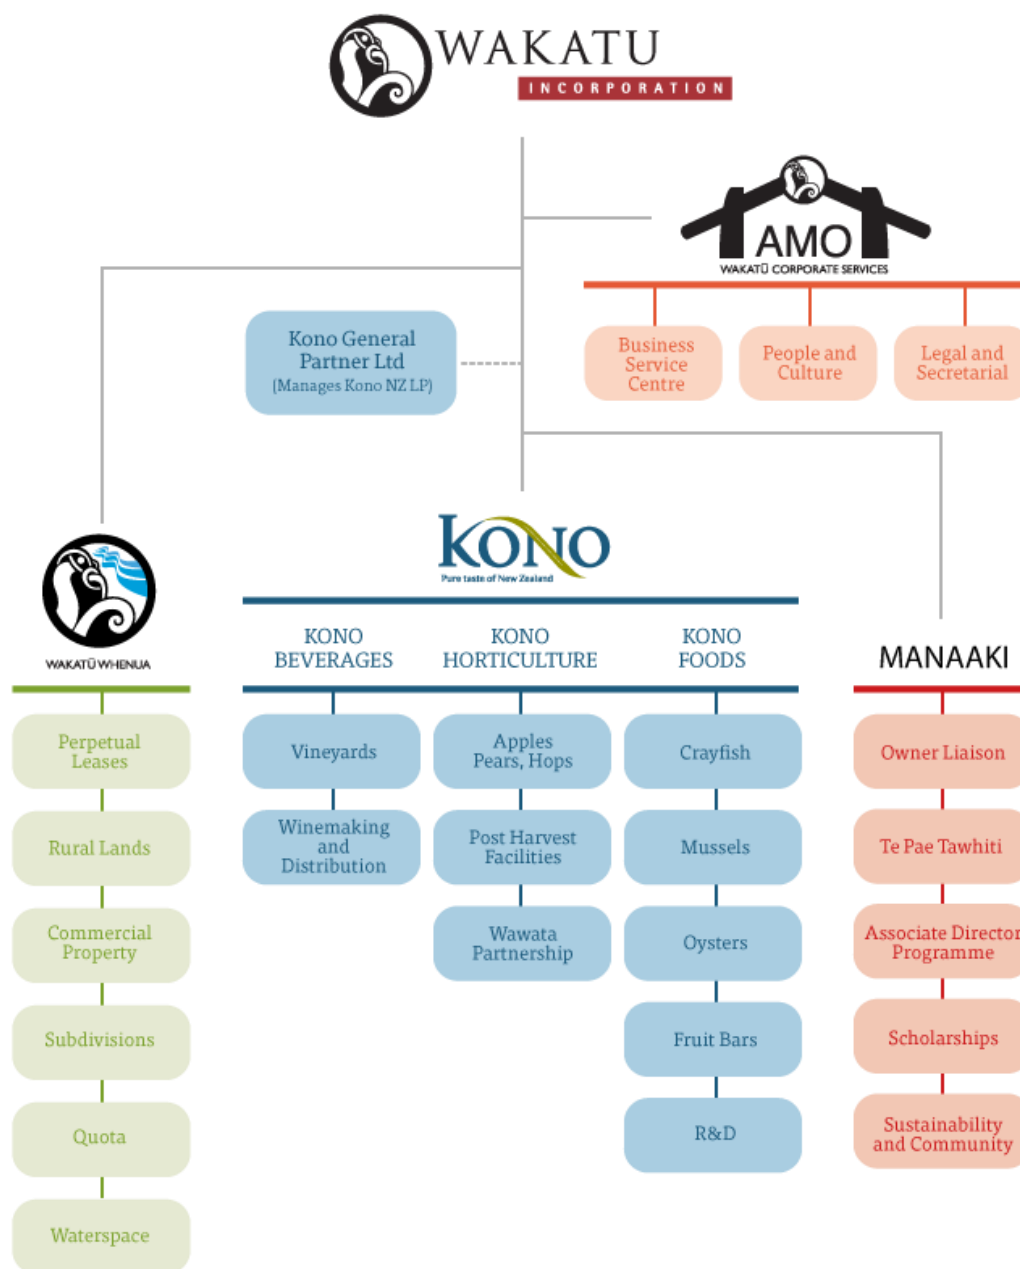 WAKATU
INCORPORATION
AMO
WAKATŪ CORPORATE SERVICES
Business
Service
Centre
People and
Culture
Legal and
Secretarial
Kono General
Partner Ltd
(Manages Kono NZ LP)
WAKATŪ WHENUA
Perpetual
Leases
Rural Lands
Commercial
Property
Subdivisions
Quota
Waterspace
KONO
Pure taste of New Zealand
KONO
BEVERAGES
Vineyards
Winemaking
and
Distribution
KONO
HORTICULTURE
Apples
Pears, Hops
Post Harvest
Facilities
Wawata
Partnership
KONO
FOODS
Crayfish
Mussels
Oysters
Fruit Bars
R&D
MANAAKI
Owner Liaison
Te Pae Tawhiti
Associate Director
Programme
Scholarships
Sustainability
and Community